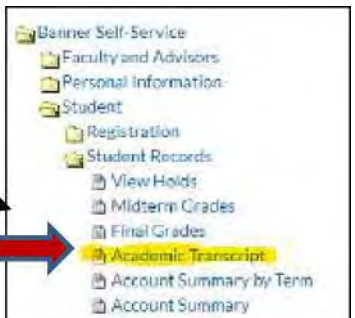 Banner Self-Service
Faculty and Advisors
Personal Information
Student
Registration
Student Records
View Holds
Midterm Grades
Final Grades
Academic Transcript
Account Summary by Term
Account Summary